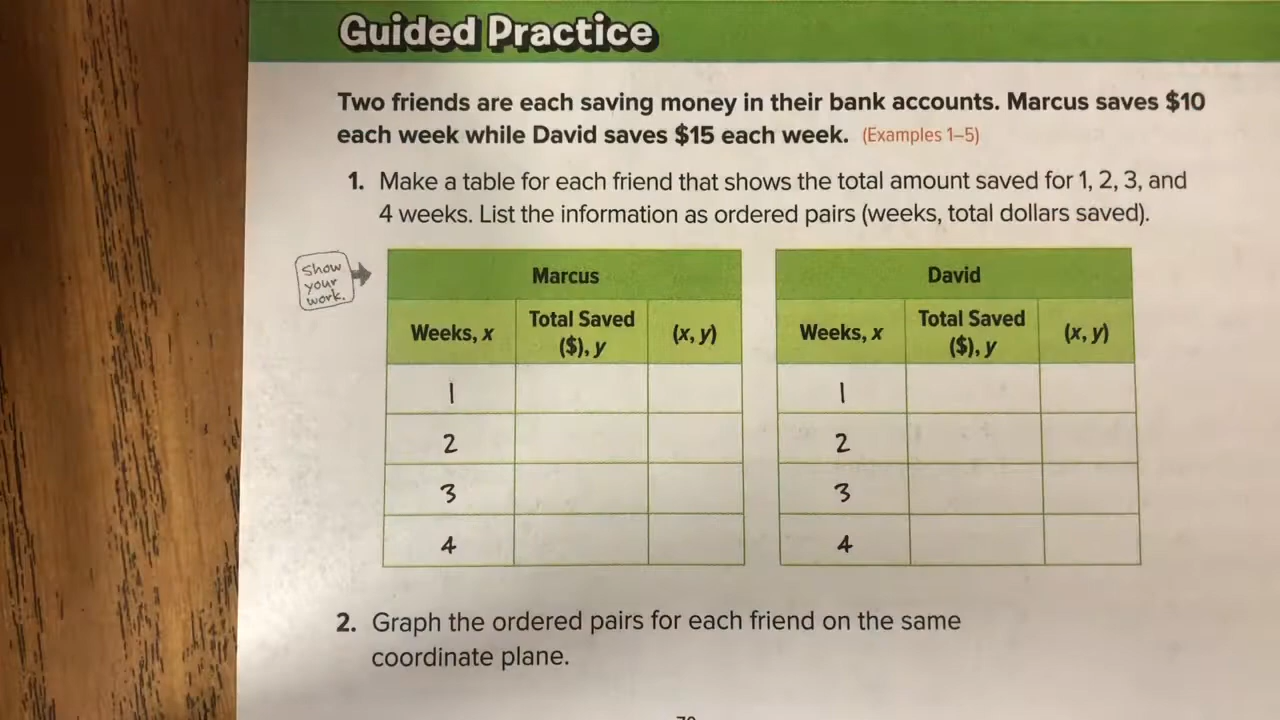 Guided Practice
Two friends are each saving money in their bank accounts. Marcus saves $10
each week while David saves $15 each week. (Examples 1–5)
1. Make a table for each friend that shows the total amount saved for 1, 2, 3, and
4 weeks. List the information as ordered pairs (weeks, total dollars saved).
Show
your
work.
Marcus
Weeks, x
Total Saved
($), y
(x, y)
1
2
3
4
David
Weeks, x
Total Saved
($), y
(x, y)
1
2
3
4
2. Graph the ordered pairs for each friend on the same
coordinate plane.